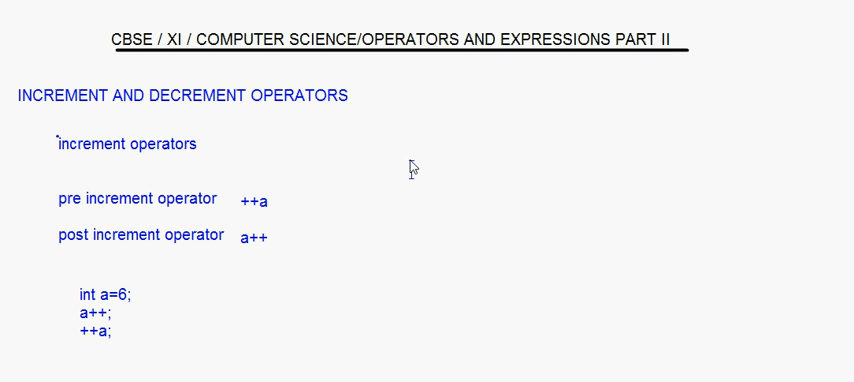 CBSE / XI / COMPUTER SCIENCE/OPERATORS AND EXPRESSIONS PART II
INCREMENT AND DECREMENT OPERATORS
increment operators
pre increment operator ++a
post increment operator a++
int a=6;
a++;
++a;